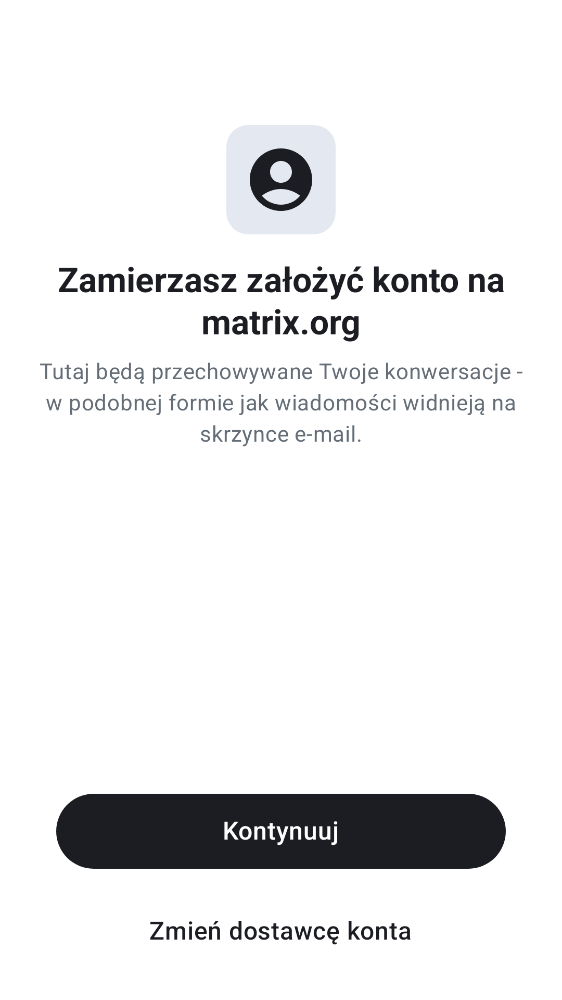 Zamierzasz założyć konto na
matrix.org
Tutaj będą przechowywane Twoje konwersacje -
w podobnej formie jak wiadomości widnieją na
skrzynce e-mail.
Kontynuuj
Zmień dostawcę konta